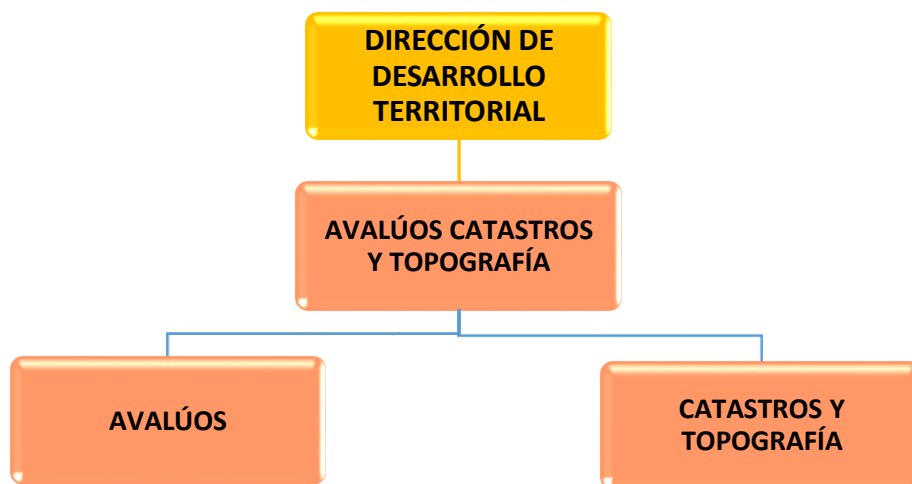 DIRECCIÓN DE
DESARROLLO
TERRITORIAL
AVALÚOS CATASTROS
Y TOPOGRAFÍA
AVALÚOS
CATASTROS Y
TOPOGRAFÍA